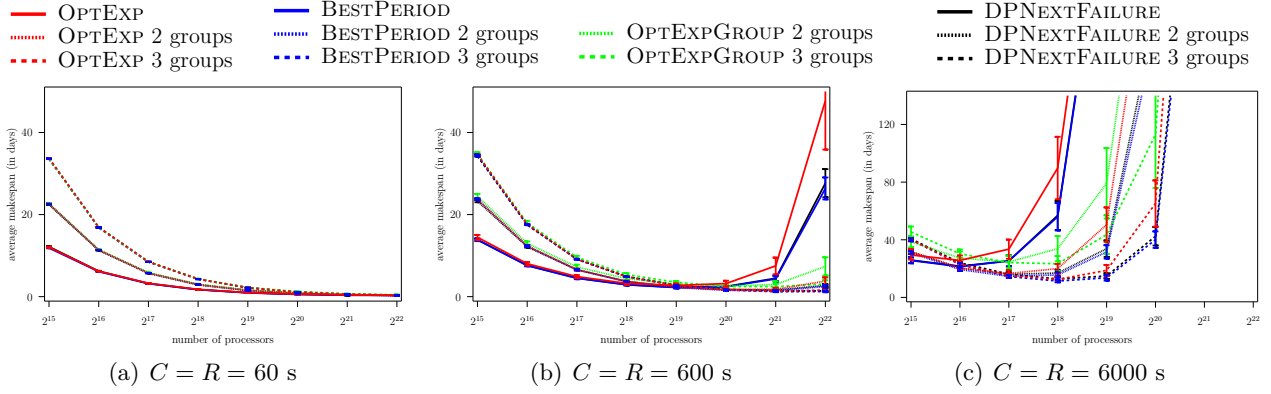 OPTEXP
OPTEXP 2 groups
OPTEXP 3 groups
BESTPERIOD
BESTPERIOD 2 groups
BESTPERIOD 3 groups
OPTEXPGROUP 2 groups
OPTEXPGROUP 3 groups
DPNEXTFAILURE
DPNEXTFAILURE 2 groups
DPNEXTFAILURE 3 groups
average makespan (in days)
40
20
0
2^15 2^16 2^17 2^18 2^19 2^20 2^21 2^22
number of processors
(a) C = R = 60 s
average makespan (in days)
40
20
0
2^15 2^16 2^17 2^18 2^19 2^20 2^21 2^22
number of processors
(b) C = R = 600 s
average makespan (in days)
120
80
40
0
2^15 2^16 2^17 2^18 2^19 2^20 2^21 2^22
number of processors
(c) C = R = 6000 s